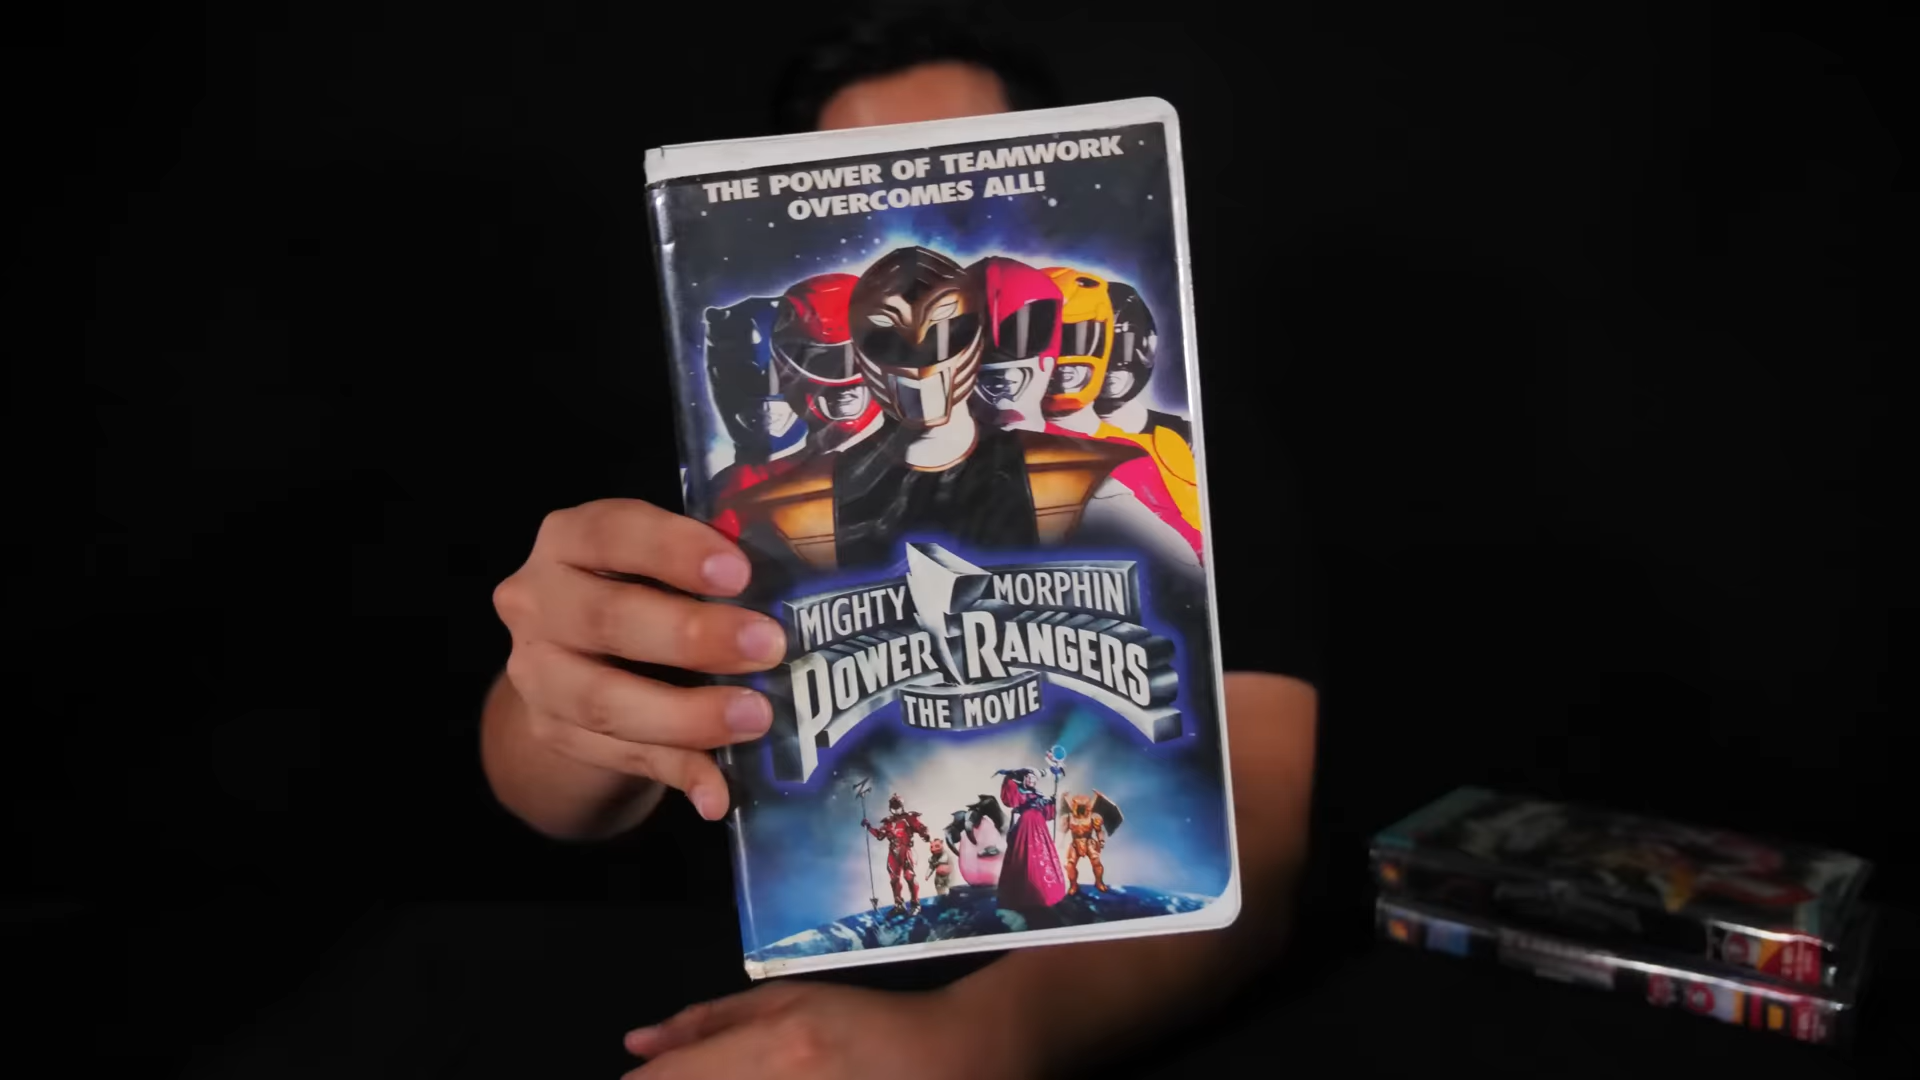 THE POWER OF TEAMWORK
OVERCOMES ALL!
MIGHTY MORPHIN
POWER RANGERS
THE MOVIE